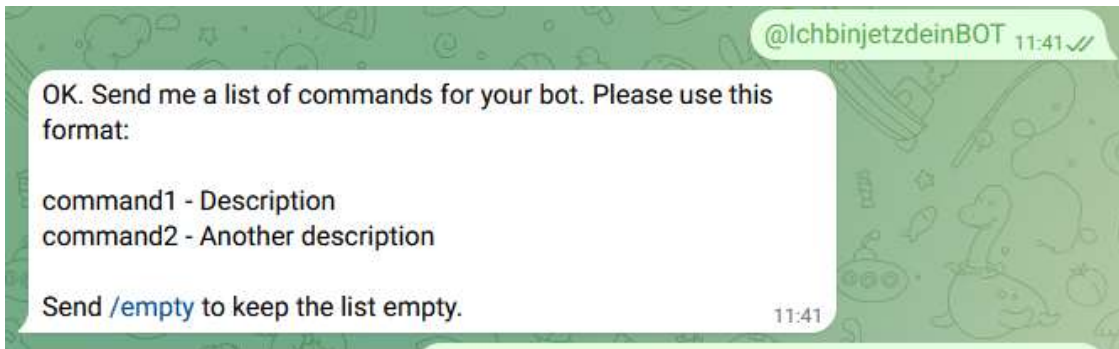 @IchbinjetzdeinBOT 11:41
OK. Send me a list of commands for your bot. Please use this
format:
command1 - Description
command2 - Another description
Send /empty to keep the list empty.
11:41